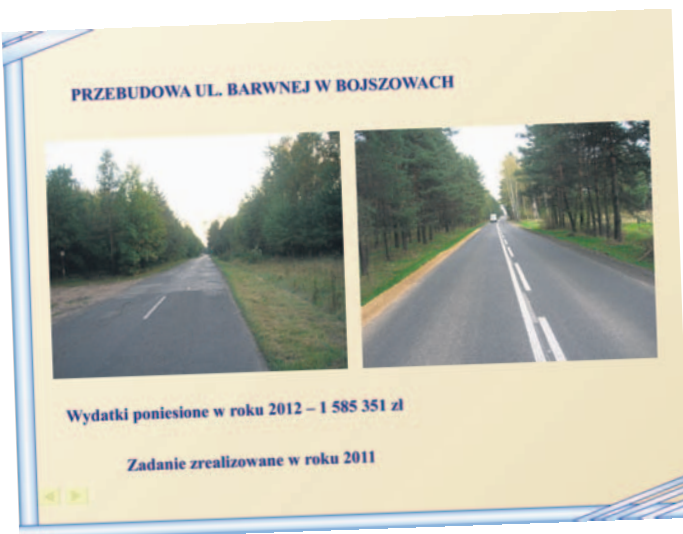 PRZEBUDOWA UL. BARWNEJ W BOJSZOWACH
Wydatki poniesione w roku 2012 – 1 585 351 zł
Zadanie zrealizowane w roku 2011